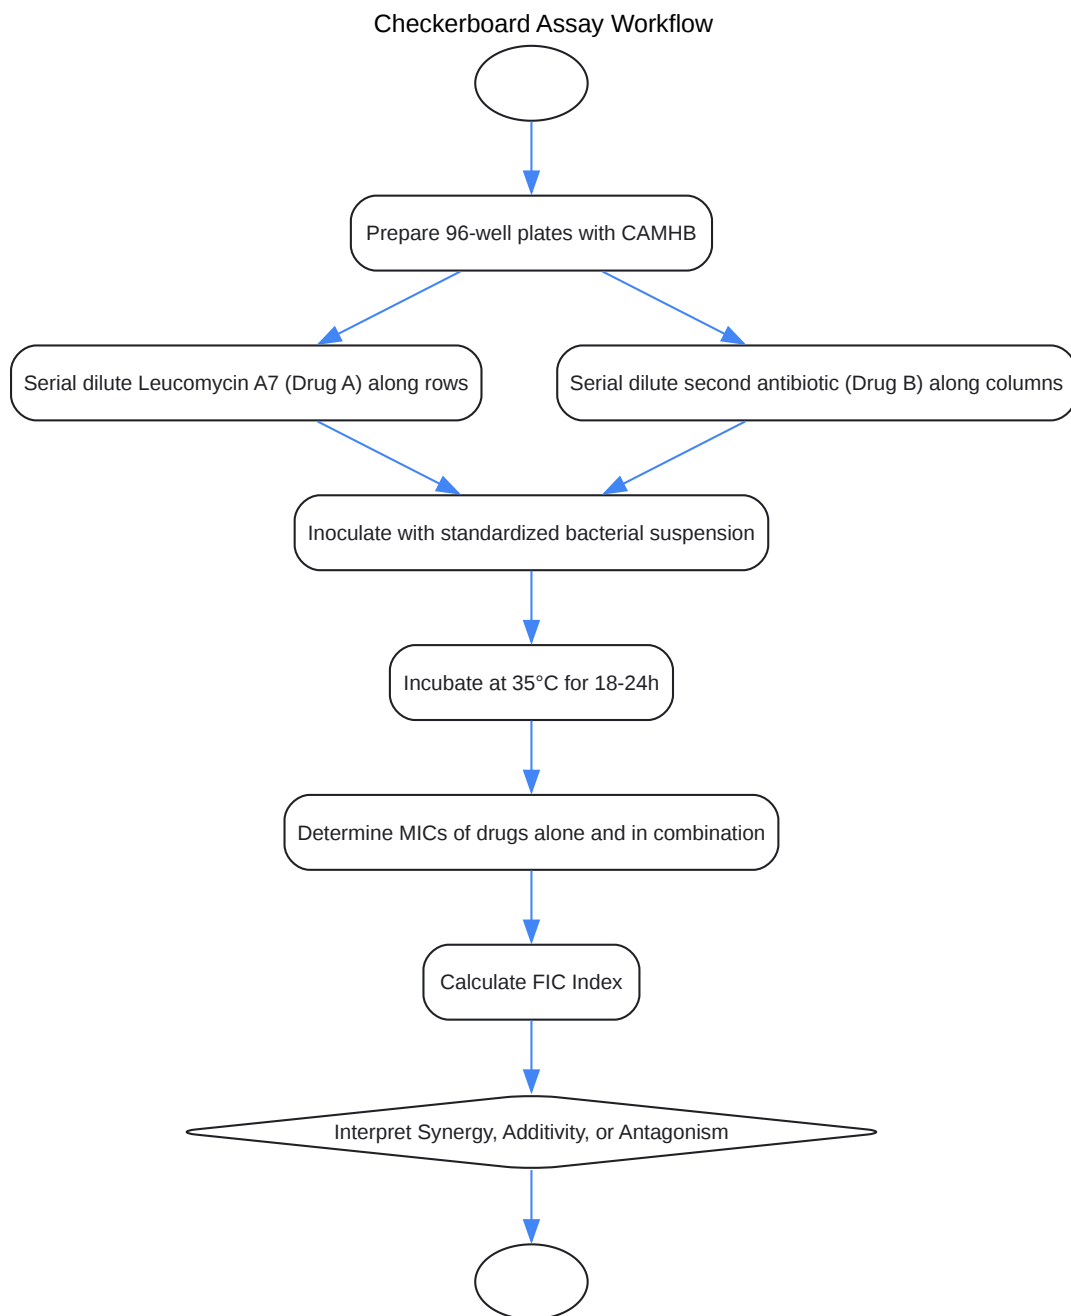 Checkerboard Assay Workflow
Prepare 96-well plates with CAMHB
Serial dilute Leucomycin A7 (Drug A) along rows
Serial dilute second antibiotic (Drug B) along columns
Inoculate with standardized bacterial suspension
Incubate at 35°C for 18-24h
Determine MICs of drugs alone and in combination
Calculate FIC Index
Interpret Synergy, Additivity, or Antagonism